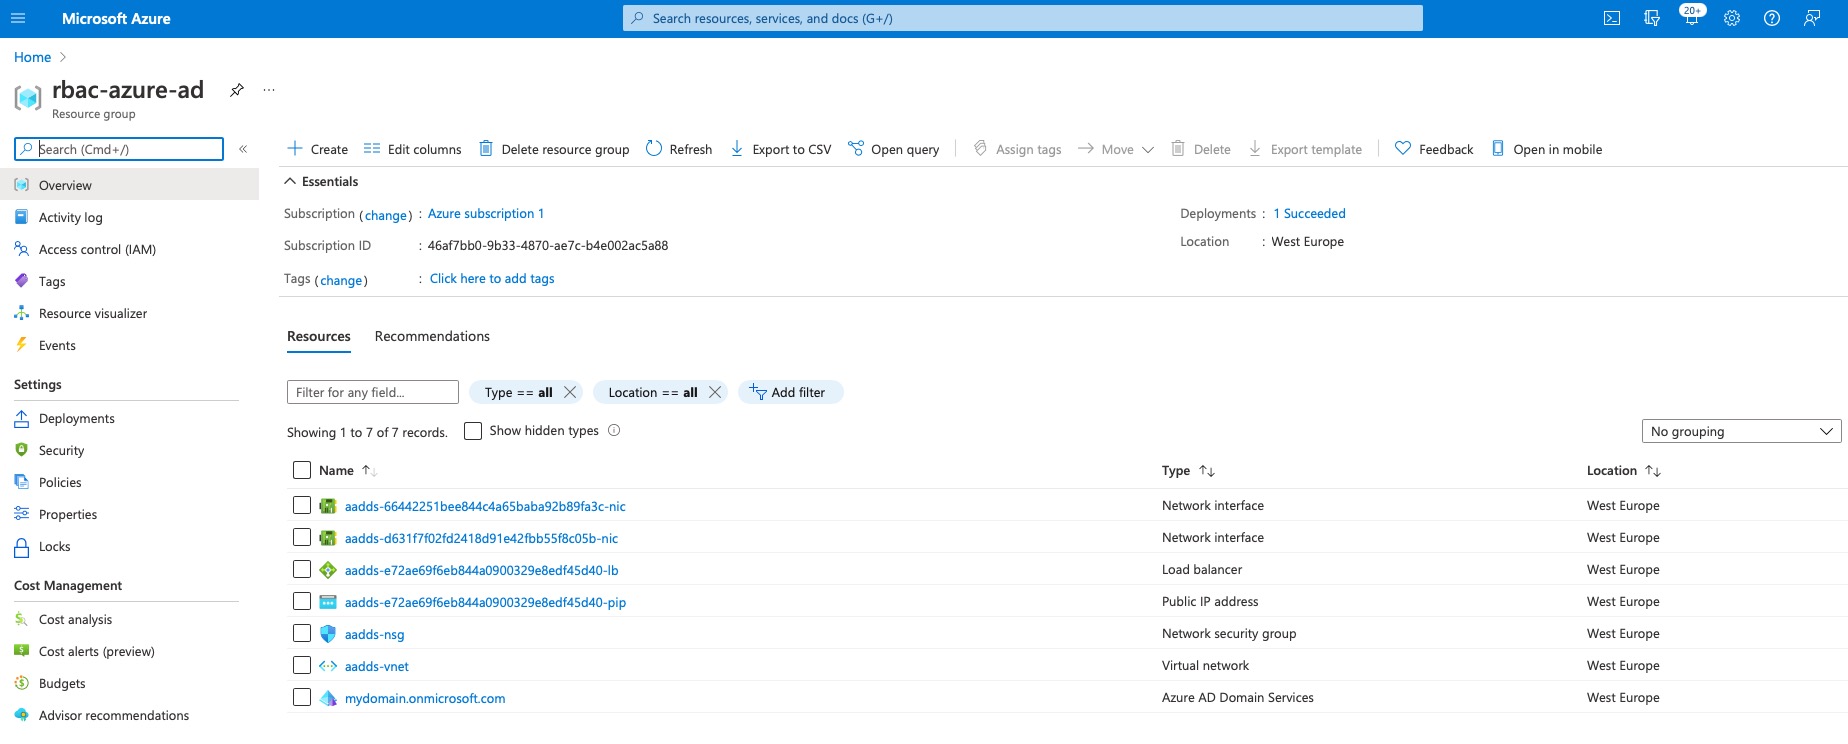 Microsoft Azure
Search resources, services, and docs (G+/)
20+
Home
rbac-azure-ad
Resource group
Search (Cmd+/)
Create Edit columns Delete resource group Refresh Export to CSV Open query Assign tags Move Delete Export template Feedback Open in mobile
Overview
Activity log
Access control (IAM)
Tags
Resource visualizer
Events
Settings
Deployments
Security
Policies
Properties
Locks
Cost Management
Cost analysis
Cost alerts (preview)
Budgets
Advisor recommendations
Essentials
Subscription (change) : Azure subscription 1
Subscription ID : 46af7bb0-9b33-4870-ae7c-b4e002ac5a88
Tags (change) : Click here to add tags
Deployments : 1 Succeeded
Location : West Europe
Resources Recommendations
Filter for any field... Type == all Location == all Add filter
Showing 1 to 7 of 7 records. Show hidden types No grouping
Name Type Location
aadds-66442251bee844c4a65baba92b89fa3c-nic Network interface West Europe
aadds-d631f7f02fd2418d91e42fbb55f8c05b-nic Network interface West Europe
aadds-e72ae69f6eb844a0900329e8edf45d40-lb Load balancer West Europe
aadds-e72ae69f6eb844a0900329e8edf45d40-pip Public IP address West Europe
aadds-nsg Network security group West Europe
aadds-vnet Virtual network West Europe
mydomain.onmicrosoft.com Azure AD Domain Services West Europe